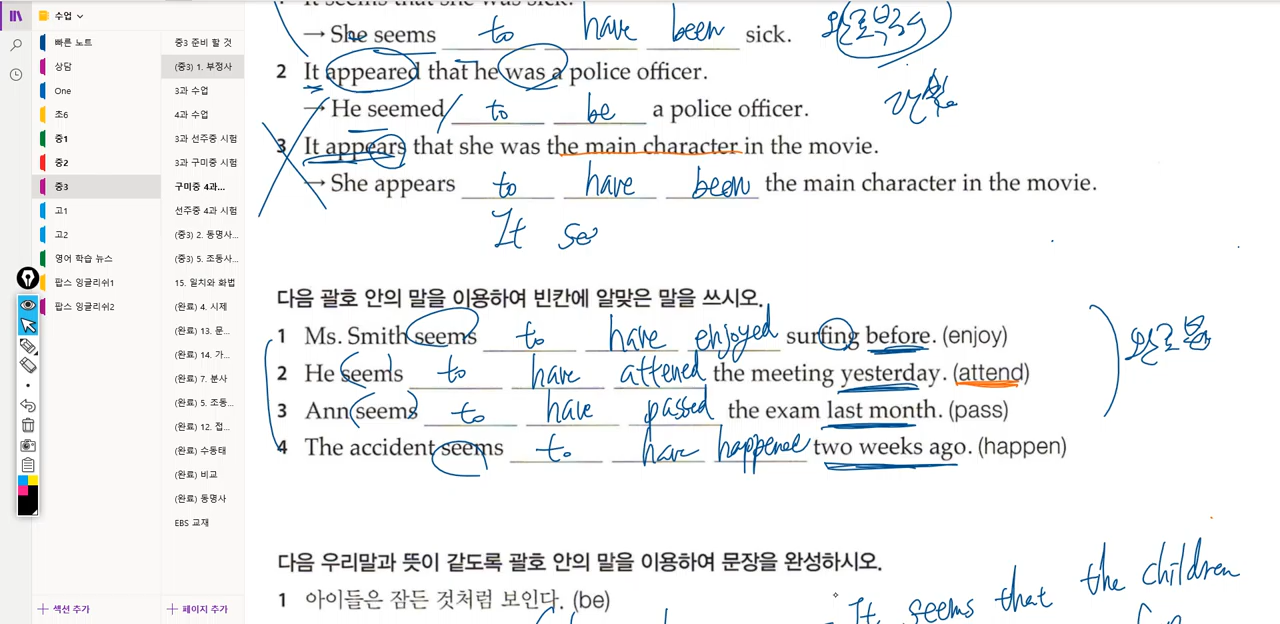 수업
빠른 노트
상담
One
초6
중1
중2
중3
고1
고2
영어 학습 뉴스
팝스 잉글리쉬1
팝스 잉글리쉬2
섹션 추가
중3 준비 할 것
(중3) 1. 부정사
3과 수업
4과 수업
3과 선주중 시험
3과 구미중 시험
구미중 4과...
선주중 4과 시험
(중3) 2. 동명사...
(중3) 5. 조동사...
15. 일치와 화법
(완료) 4. 시제
(완료) 13. 문...
(완료) 14. 가...
(완료) 7. 분사
(완료) 5. 조동...
(완료) 12. 접...
(완료) 수동태
(완료) 비교
(완료) 동명사
EBS 교재
페이지 추가
It seems that she was sick.
→ She seems to have been sick.
2 It appeared that he was a police officer.
→ He seemed to be a police officer.
3 It appears that she was the main character in the movie.
→ She appears to have been the main character in the movie.
It se
다음 괄호 안의 말을 이용하여 빈칸에 알맞은 말을 쓰시오.
1 Ms. Smith seems to have enjoyed surfing before. (enjoy)
2 He seems to have attened the meeting yesterday. (attend)
3 Ann seems to have passed the exam last month. (pass)
4 The accident seems to have happened two weeks ago. (happen)
다음 우리말과 뜻이 같도록 괄호 안의 말을 이용하여 문장을 완성하시오.
1 아이들은 잠든 것처럼 보인다. (be)
It seems that the children